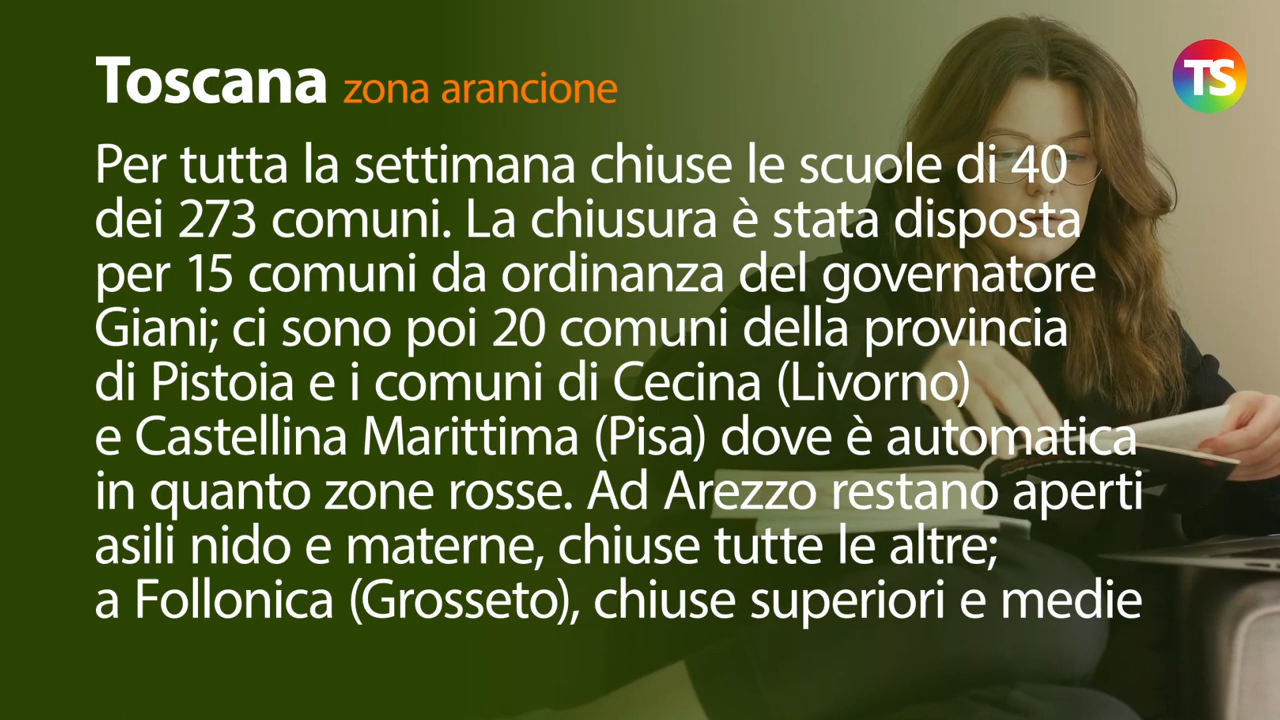 Toscana zona arancione
TS
Per tutta la settimana chiuse le scuole di 40
dei 273 comuni. La chiusura è stata disposta
per 15 comuni da ordinanza del governatore
Giani; ci sono poi 20 comuni della provincia
di Pistoia e i comuni di Cecina (Livorno)
e Castellina Marittima (Pisa) dove è automatica
in quanto zone rosse. Ad Arezzo restano aperti
asili nido e materne, chiuse tutte le altre;
a Follonica (Grosseto), chiuse superiori e medie